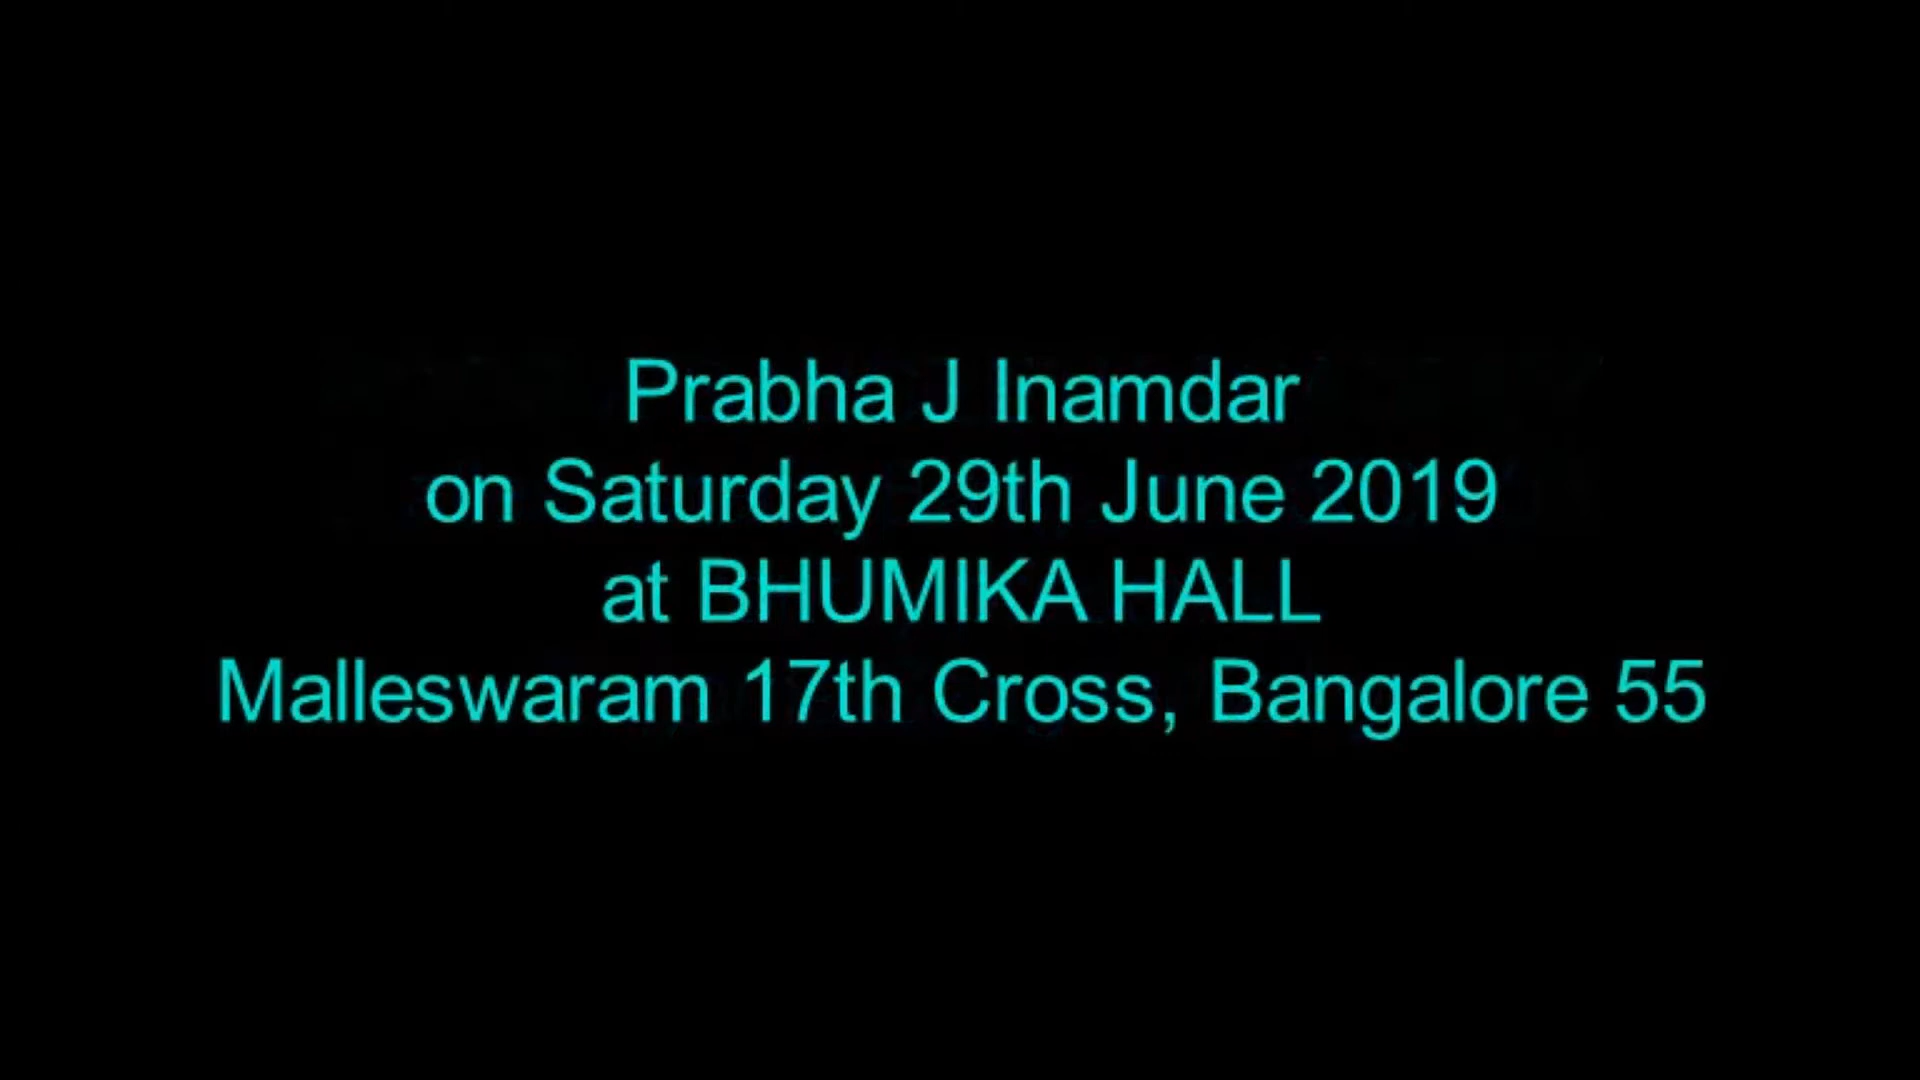 Prabha J Inamdar
on Saturday 29th June 2019
at BHUMIKA HALL
Malleswaram 17th Cross, Bangalore 55